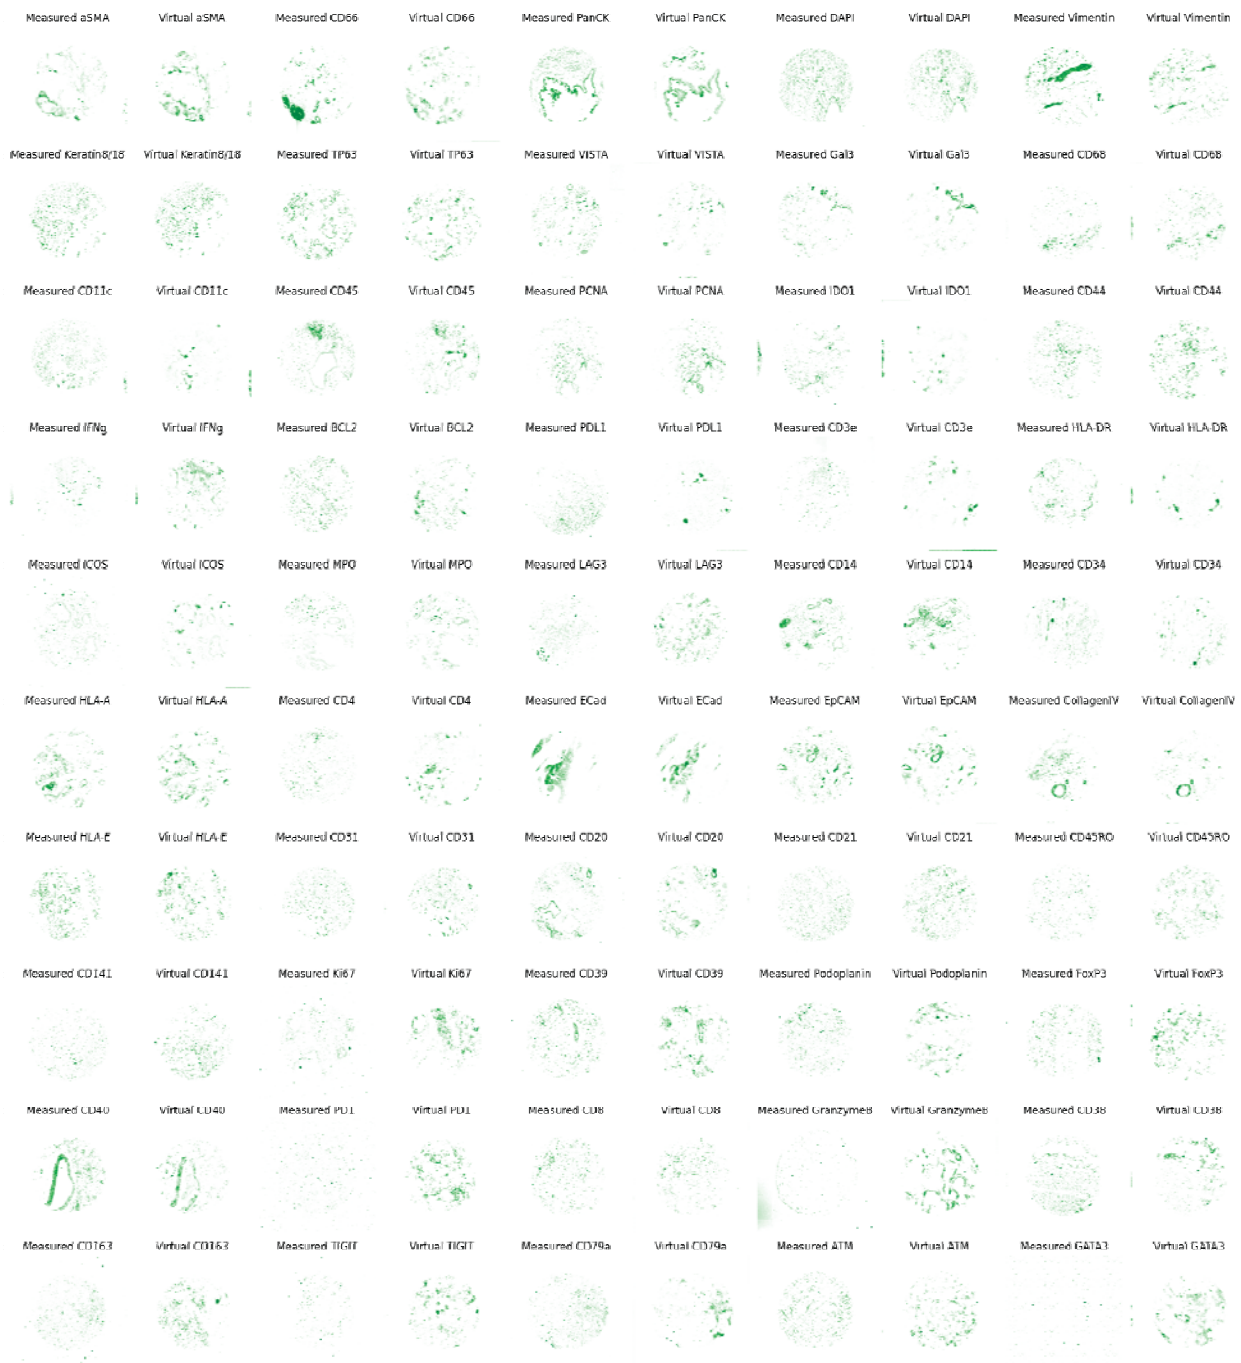 Measured aSMA Virtual aSMA Measured CD66 Virtual CD66 Measured PanCK Virtual PanCK Measured DAPI Virtual DAPI Measured Vimentin Virtual Vimentin
Measured Keratin8/18 Virtual Keratin8/18 Measured TP63 Virtual TP63 Measured VISTA Virtual VISTA Measured Gal3 Virtual Gal3 Measured CD68 Virtual CD68
Measured CD11c Virtual CD11c Measured CD45 Virtual CD45 Measured PCNA Virtual PCNA Measured IDO1 Virtual IDO1 Measured CD44 Virtual CD44
Measured IFNg Virtual IFNg Measured BCL2 Virtual BCL2 Measured PDL1 Virtual PDL1 Measured CD3e Virtual CD3e Measured HLA-DR Virtual HLA-DR
Measured ICOS Virtual ICOS Measured MPO Virtual MPO Measured LAG3 Virtual LAG3 Measured CD14 Virtual CD14 Measured CD34 Virtual CD34
Measured HLA-A Virtual HLA-A Measured CD4 Virtual CD4 Measured ECad Virtual ECad Measured EpCAM Virtual EpCAM Measured CollagenIV Virtual CollagenIV
Measured HLA-E Virtual HLA-E Measured CD31 Virtual CD31 Measured CD20 Virtual CD20 Measured CD21 Virtual CD21 Measured CD45RO Virtual CD45RO
Measured CD141 Virtual CD141 Measured Ki67 Virtual Ki67 Measured CD39 Virtual CD39 Measured Podoplanin Virtual Podoplanin Measured FoxP3 Virtual FoxP3
Measured CD40 Virtual CD40 Measured PD1 Virtual PD1 Measured CD8 Virtual CD8 Measured GranzymeB Virtual GranzymeB Measured CD38 Virtual CD38
Measured CD163 Virtual CD163 Measured TIGIT Virtual TIGIT Measured CD79a Virtual CD79a Measured ATM Virtual ATM Measured GATA3 Virtual GATA3